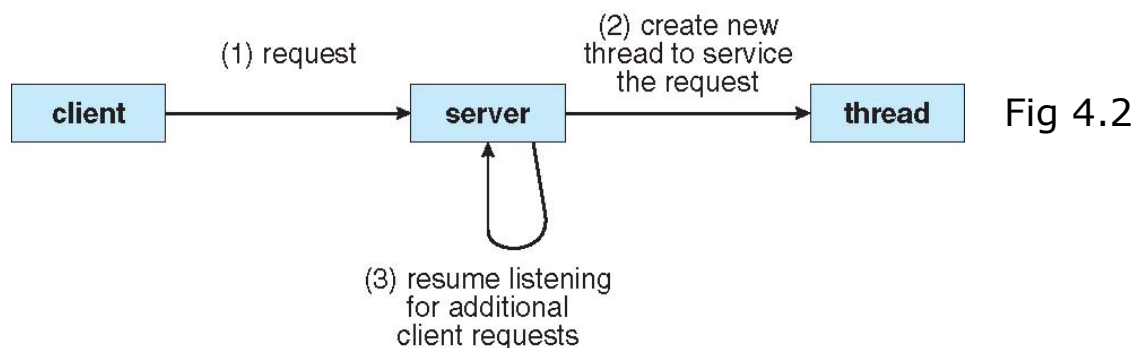 (1) request
(2) create new
thread to service
the request
client
server
thread
Fig 4.2
(3) resume listening
for additional
client requests